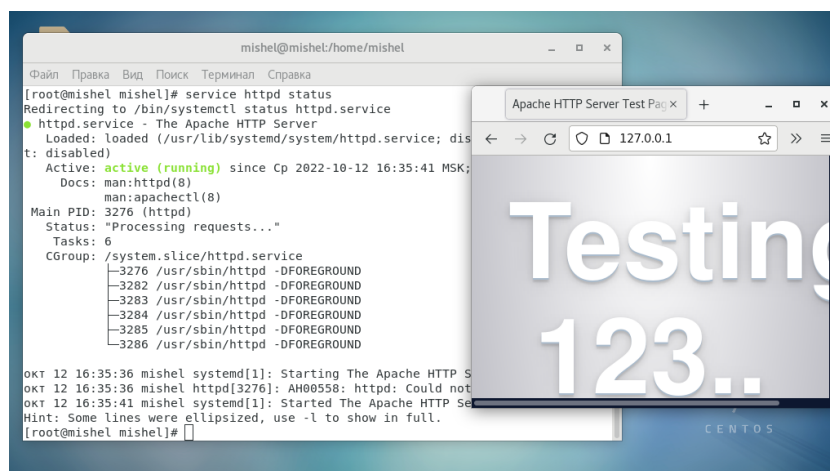 mishel@mishel:/home/mishel
Файл Правка Вид Поиск Терминал Справка
[root@mishel mishel]# service httpd status
Redirecting to /bin/systemctl status httpd.service
● httpd.service - The Apache HTTP Server
Loaded: loaded (/usr/lib/systemd/system/httpd.service; dis
t: disabled)
Active: active (running) since Ср 2022-10-12 16:35:41 MSK;
Docs: man:httpd(8)
man:apachectl(8)
Main PID: 3276 (httpd)
Status: "Processing requests..."
Tasks: 6
CGroup: /system.slice/httpd.service
├─3276 /usr/sbin/httpd -DFOREGROUND
├─3282 /usr/sbin/httpd -DFOREGROUND
├─3283 /usr/sbin/httpd -DFOREGROUND
├─3284 /usr/sbin/httpd -DFOREGROUND
├─3285 /usr/sbin/httpd -DFOREGROUND
└─3286 /usr/sbin/httpd -DFOREGROUND
окт 12 16:35:36 mishel systemd[1]: Starting The Apache HTTP S
окт 12 16:35:36 mishel httpd[3276]: AH00558: httpd: Could not
окт 12 16:35:41 mishel systemd[1]: Started The Apache HTTP Se
Hint: Some lines were ellipsized, use -l to show in full.
[root@mishel mishel]#
Apache HTTP Server Test Pag
127.0.0.1
Testing
123..
CENTOS